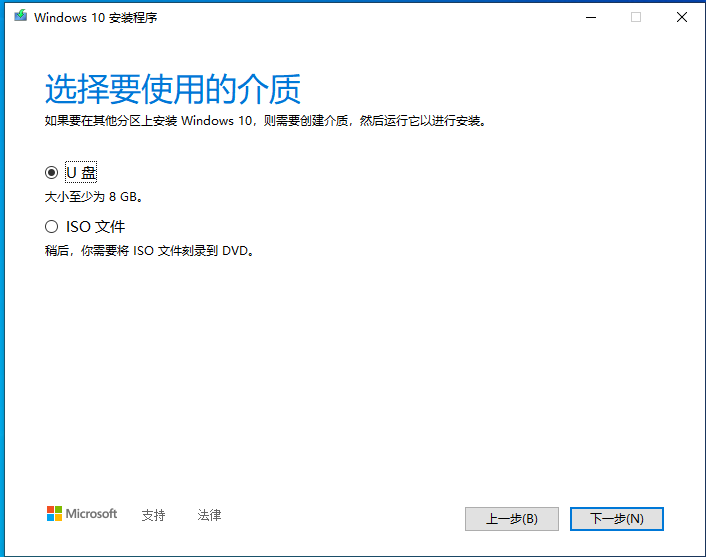 Windows 10 安装程序
选择要使用的介质
如果要在其他分区上安装 Windows 10，则需要创建介质，然后运行它以进行安装。
U 盘
大小至少为 8 GB。
ISO 文件
稍后，你需要将 ISO 文件刻录到 DVD。
Microsoft 支持 法律 上一步(B) 下一步(N)